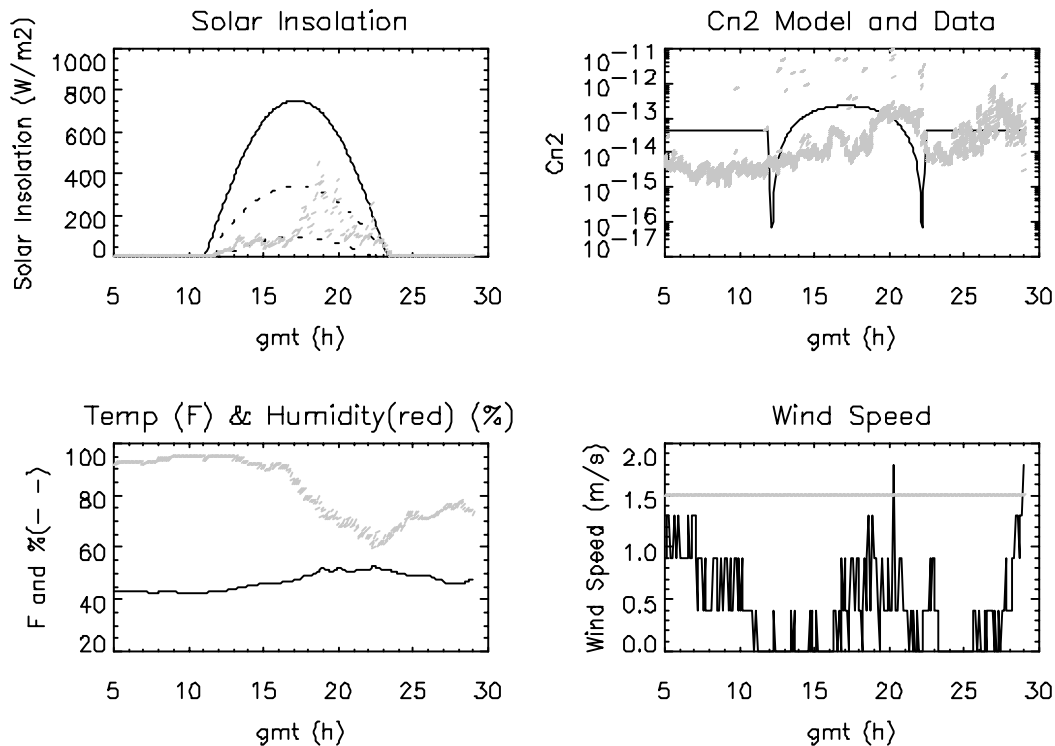 Solar Insolation
Solar Insolation (W/m2)
1000
800
600
400
200
0
5 10 15 20 25 30
gmt (h)
Cn2 Model and Data
Cn2
10^-11
10^-12
10^-13
10^-14
10^-15
10^-16
10^-17
5 10 15 20 25 30
gmt (h)
Temp (F) & Humidity(red) (%)
F and %(- -)
100
80
60
40
20
5 10 15 20 25 30
gmt (h)
Wind Speed
Wind Speed (m/s)
2.0
1.5
1.0
0.5
0.0
5 10 15 20 25 30
gmt (h)